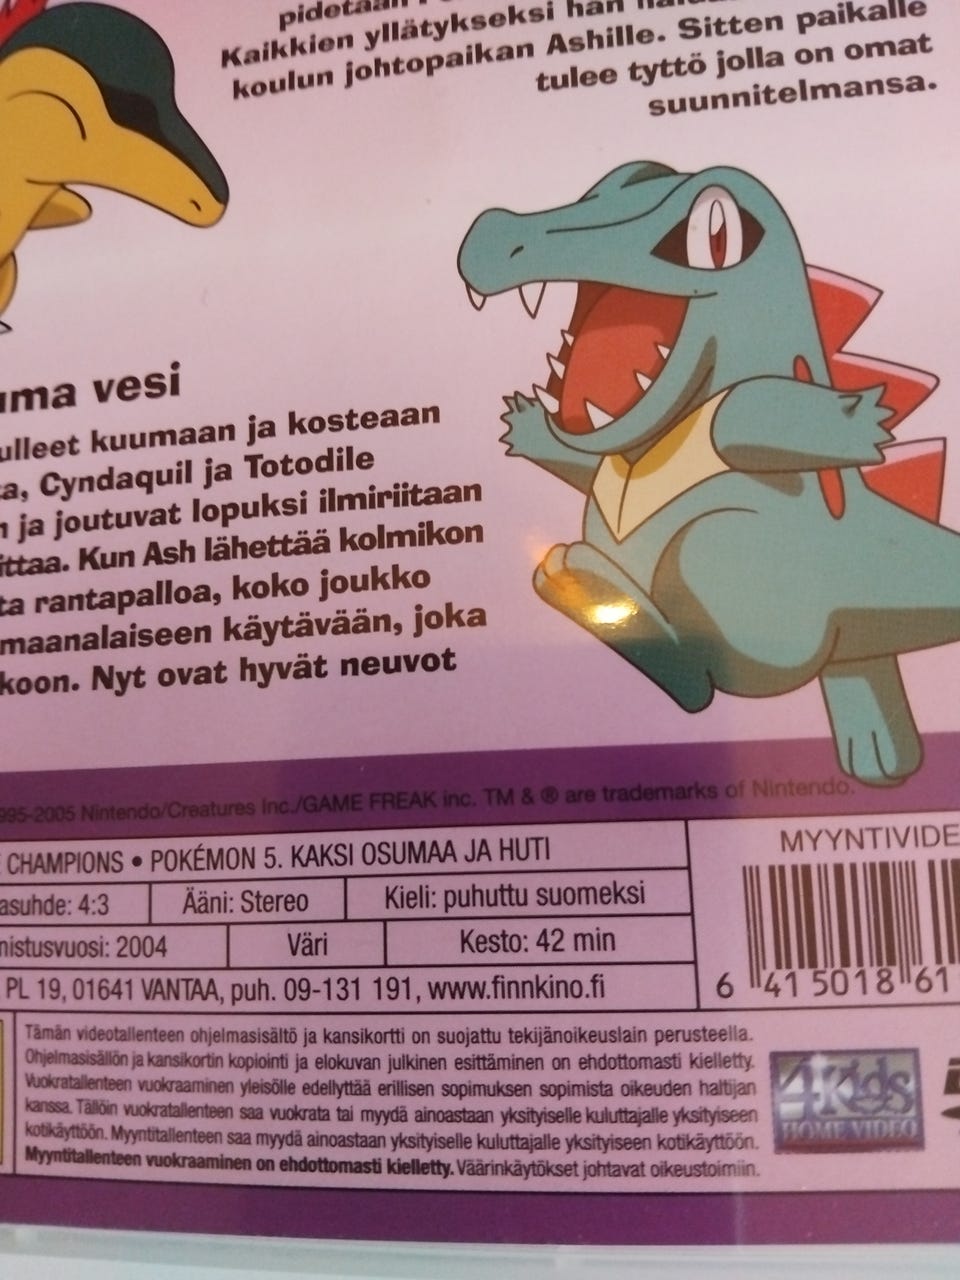 Kaikkien yllätykseksi hän
koulun johtopaikan Ashille. Sitten paikalle
tulee tyttö jolla on omat
suunnitelmansa.
uma vesi
ulleet kuumaan ja kosteaan
a, Cyndaquil ja Totodile
n ja joutuvat lopuksi ilmiriitaan
ittaa. Kun Ash lähettää kolmikon
ta rantapalloa, koko joukko
maanalaiseen käytävään, joka
koon. Nyt ovat hyvät neuvot
995-2005 Nintendo/Creatures Inc./GAME FREAK inc. TM & ® are trademarks of Nintendo.
CHAMPIONS • POKÉMON 5. KAKSI OSUMAA JA HUTI
asuhde: 4:3 Ääni: Stereo Kieli: puhuttu suomeksi
nistusvuosi: 2004 Väri Kesto: 42 min
PL 19, 01641 VANTAA, puh. 09-131 191, www.finnkino.fi
MYYNTIVIDE
6 415018 61
Tämän videotallenteen ohjelmasisältö ja kansikortti on suojattu tekijänoikeuslain perusteella.
Ohjelmasisällön ja kansikortin kopiointi ja elokuvan julkinen esittäminen on ehdottomasti kielletty.
Vuokratallenteen vuokraaminen yleisölle edellyttää erillisen sopimuksen sopimista oikeuden haltijan
kanssa. Tällöin vuokratallenteen saa vuokrata tai myydä ainoastaan yksityiselle kuluttajalle yksityiseen
kotikäyttöön. Myyntitallenteen saa myydä ainoastaan yksityiselle kuluttajalle yksityiseen kotikäyttöön.
Myyntitallenteen vuokraaminen on ehdottomasti kielletty. Väärinkäytökset johtavat oikeustoimiin.
4Kids
HOME VIDEO